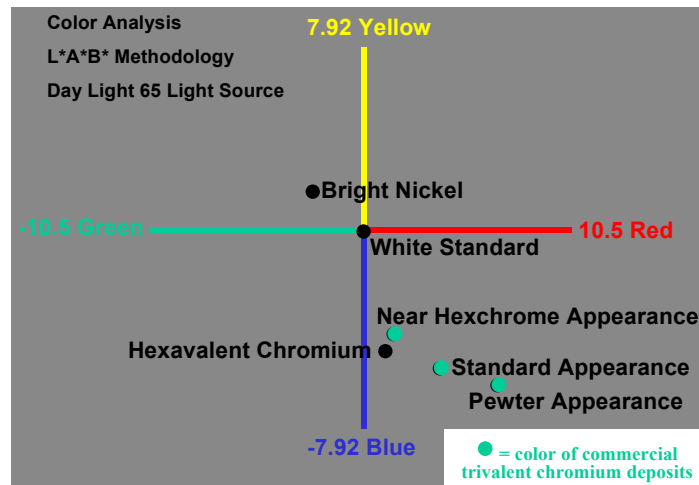 Color Analysis
L*A*B* Methodology
Day Light 65 Light Source
7.92 Yellow
Bright Nickel
-10.5 Green
10.5 Red
White Standard
Near Hexchrome Appearance
Hexavalent Chromium
Standard Appearance
Pewter Appearance
-7.92 Blue
= color of commercial
trivalent chromium deposits